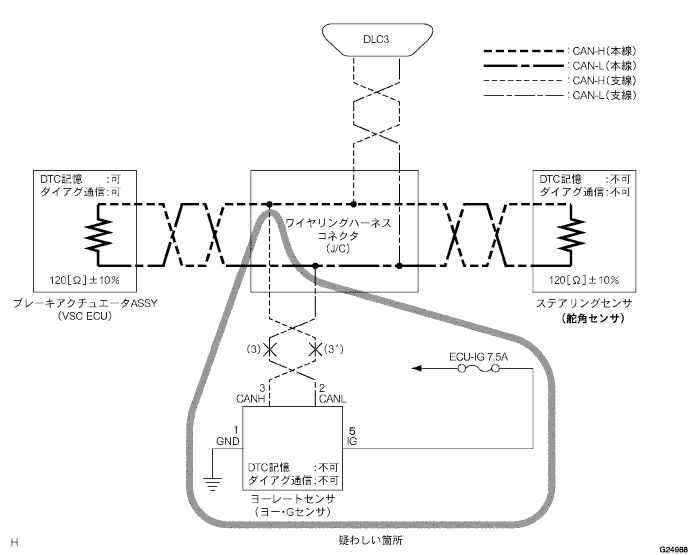 DLC3
:CAN-H(本線)
:CAN-L(本線)
:CAN-H(支線)
:CAN-L(支線)
DTC記憶 :可
ダイアグ通信:可
120[Ω]±10%
ブレーキアクチュエータASSY
(VSC ECU)
ワイヤリングハーネス
コネクタ
(J/C)
DTC記憶 :不可
ダイアグ通信:不可
120[Ω]±10%
ステアリングセンサ
(舵角センサ)
(3)
(3′)
ECU-IG 7.5A
3
CANH
2
CANL
1
GND
5
IG
DTC記憶 :不可
ダイアグ通信:不可
ヨーレートセンサ
(ヨー・Gセンサ)
疑わしい箇所
H
G24988